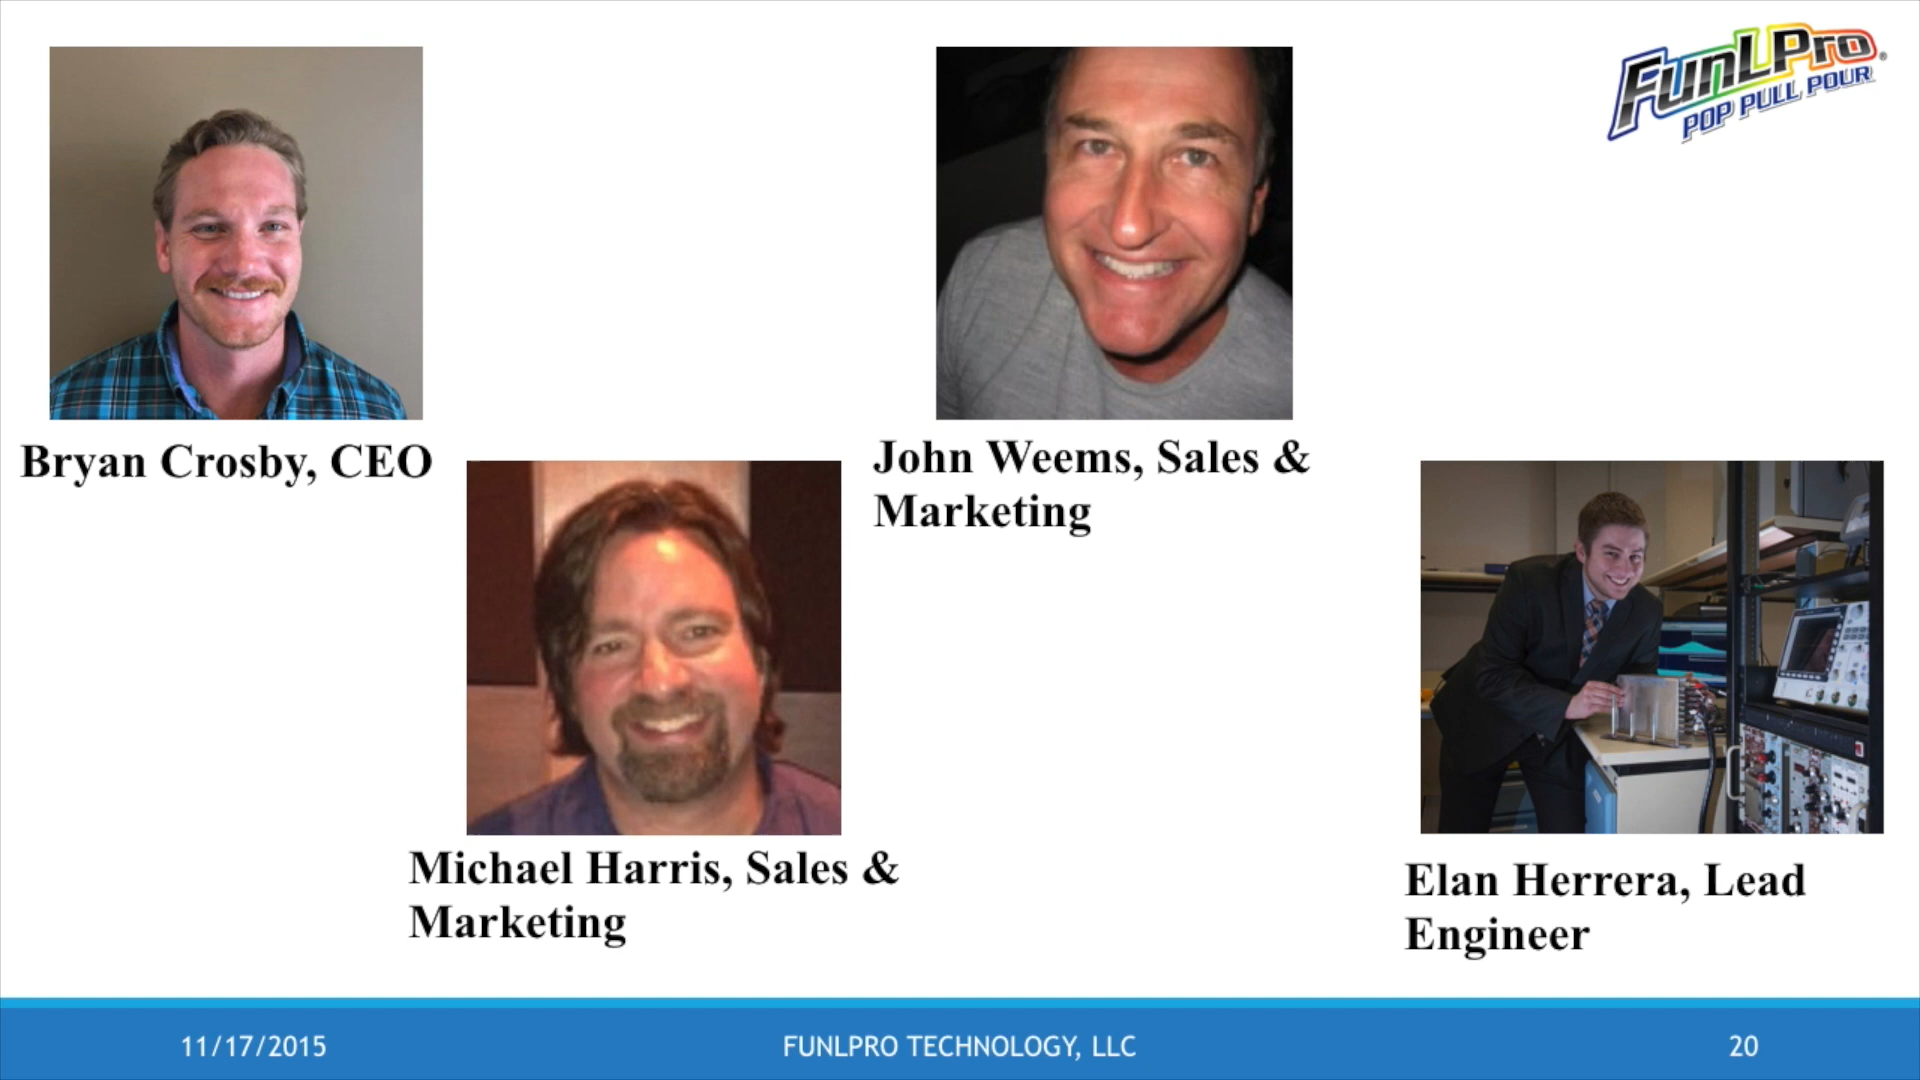 FunLPro®
POP PULL POUR
Bryan Crosby, CEO
John Weems, Sales &
Marketing
Michael Harris, Sales &
Marketing
Elan Herrera, Lead
Engineer
11/17/2015
FUNLPRO TECHNOLOGY, LLC
20